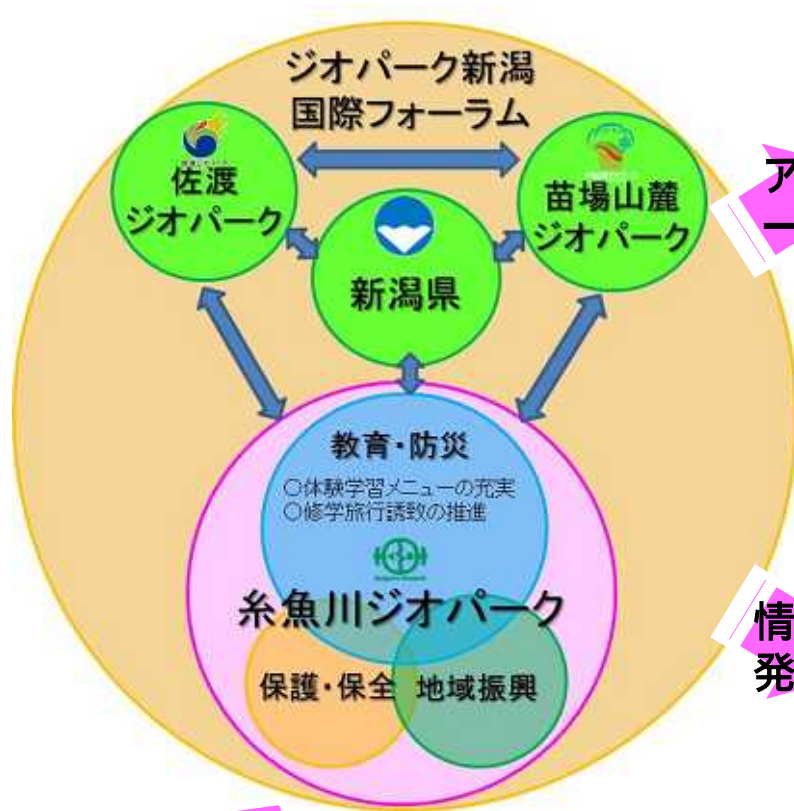 ジオパーク新潟
国際フォーラム
佐渡
ジオパーク
苗場山麓
ジオパーク
新潟県
ア
ー
教育・防災
○体験学習メニューの充実
○修学旅行誘致の推進
糸魚川ジオパーク
保護・保全
地域振興
情
発